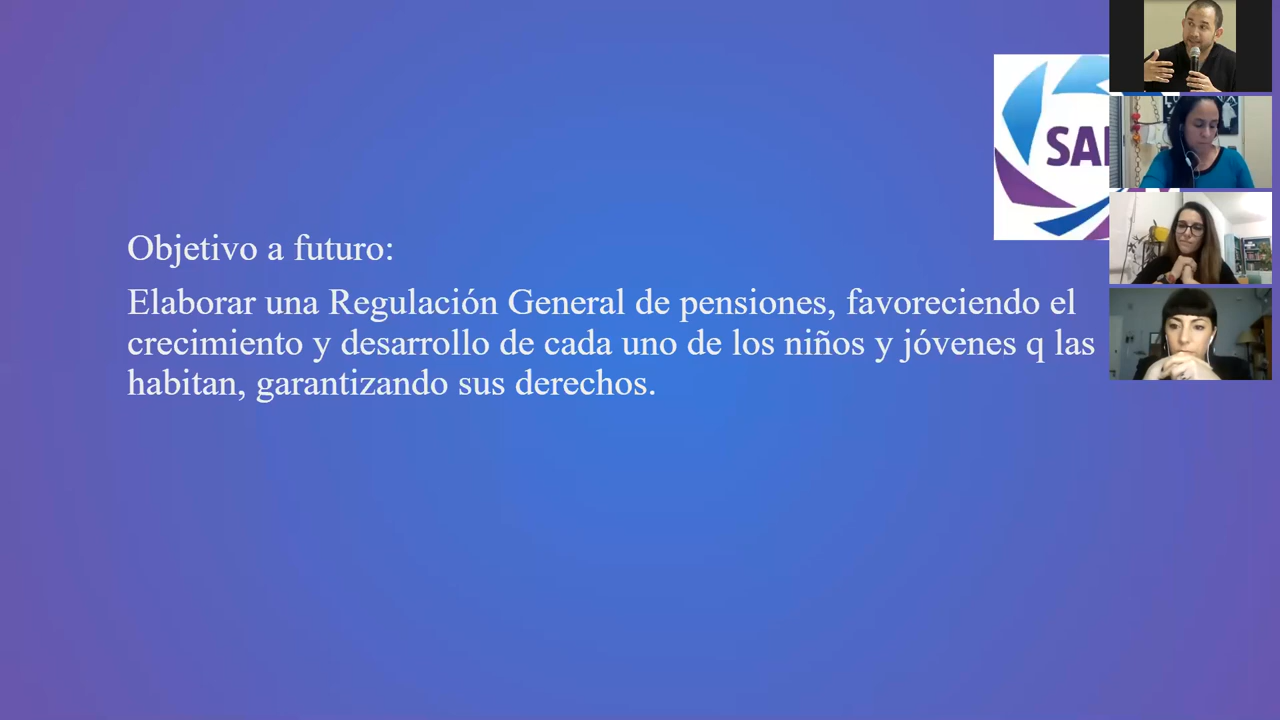 Objetivo a futuro:
Elaborar una Regulación General de pensiones, favoreciendo el
crecimiento y desarrollo de cada uno de los niños y jóvenes q las
habitan, garantizando sus derechos.